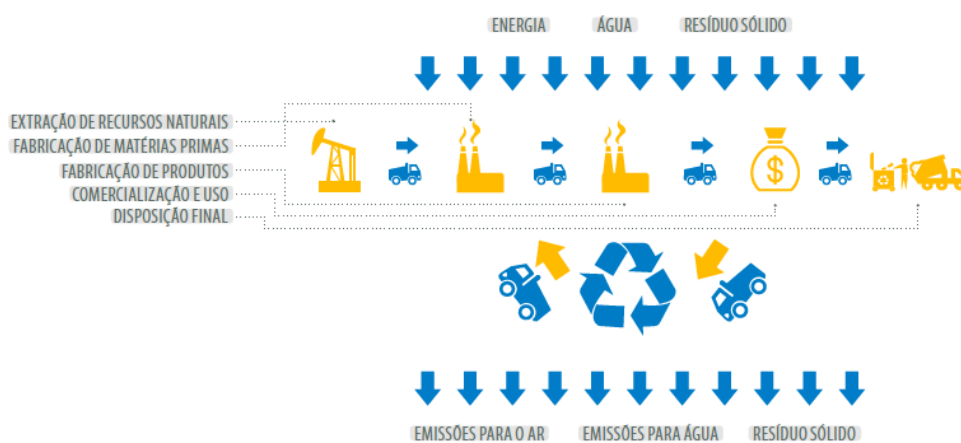 ENERGIA ÁGUA RESÍDUO SÓLIDO
EXTRAÇÃO DE RECURSOS NATURAIS
FABRICAÇÃO DE MATÉRIAS PRIMAS
FABRICAÇÃO DE PRODUTOS
COMERCIALIZAÇÃO E USO
DISPOSIÇÃO FINAL
$
EMISSÕES PARA O AR EMISSÕES PARA ÁGUA RESÍDUO SÓLIDO